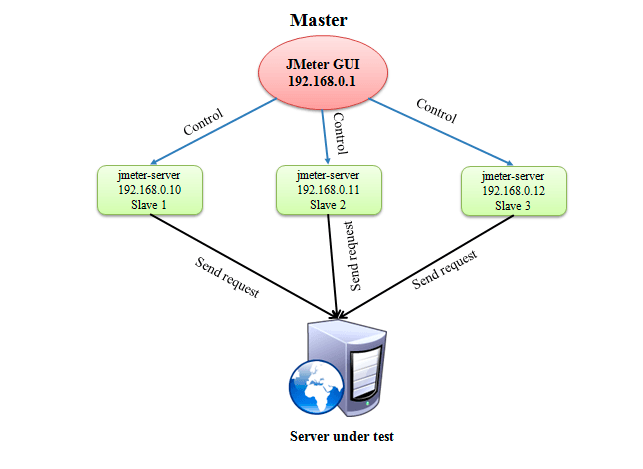 Master
JMeter GUI
192.168.0.1
Control
Control
Control
jmeter-server
192.168.0.10
Slave 1
jmeter-server
192.168.0.11
Slave 2
jmeter-server
192.168.0.12
Slave 3
Send request
Send request
Send request
Server under test